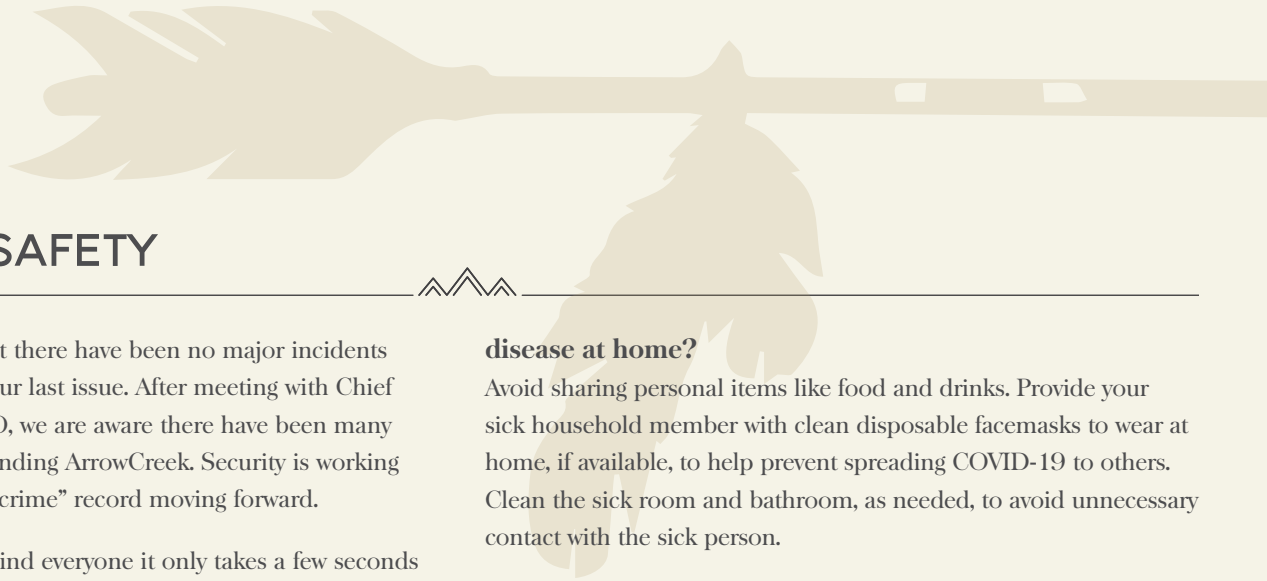 SAFETY
t there have been no major incidents
ur last issue. After meeting with Chief
, we are aware there have been many
nding ArrowCreek. Security is working
crime” record moving forward.
ind everyone it only takes a few seconds
disease at home?
Avoid sharing personal items like food and drinks. Provide your
sick household member with clean disposable facemasks to wear at
home, if available, to help prevent spreading COVID-19 to others.
Clean the sick room and bathroom, as needed, to avoid unnecessary
contact with the sick person.